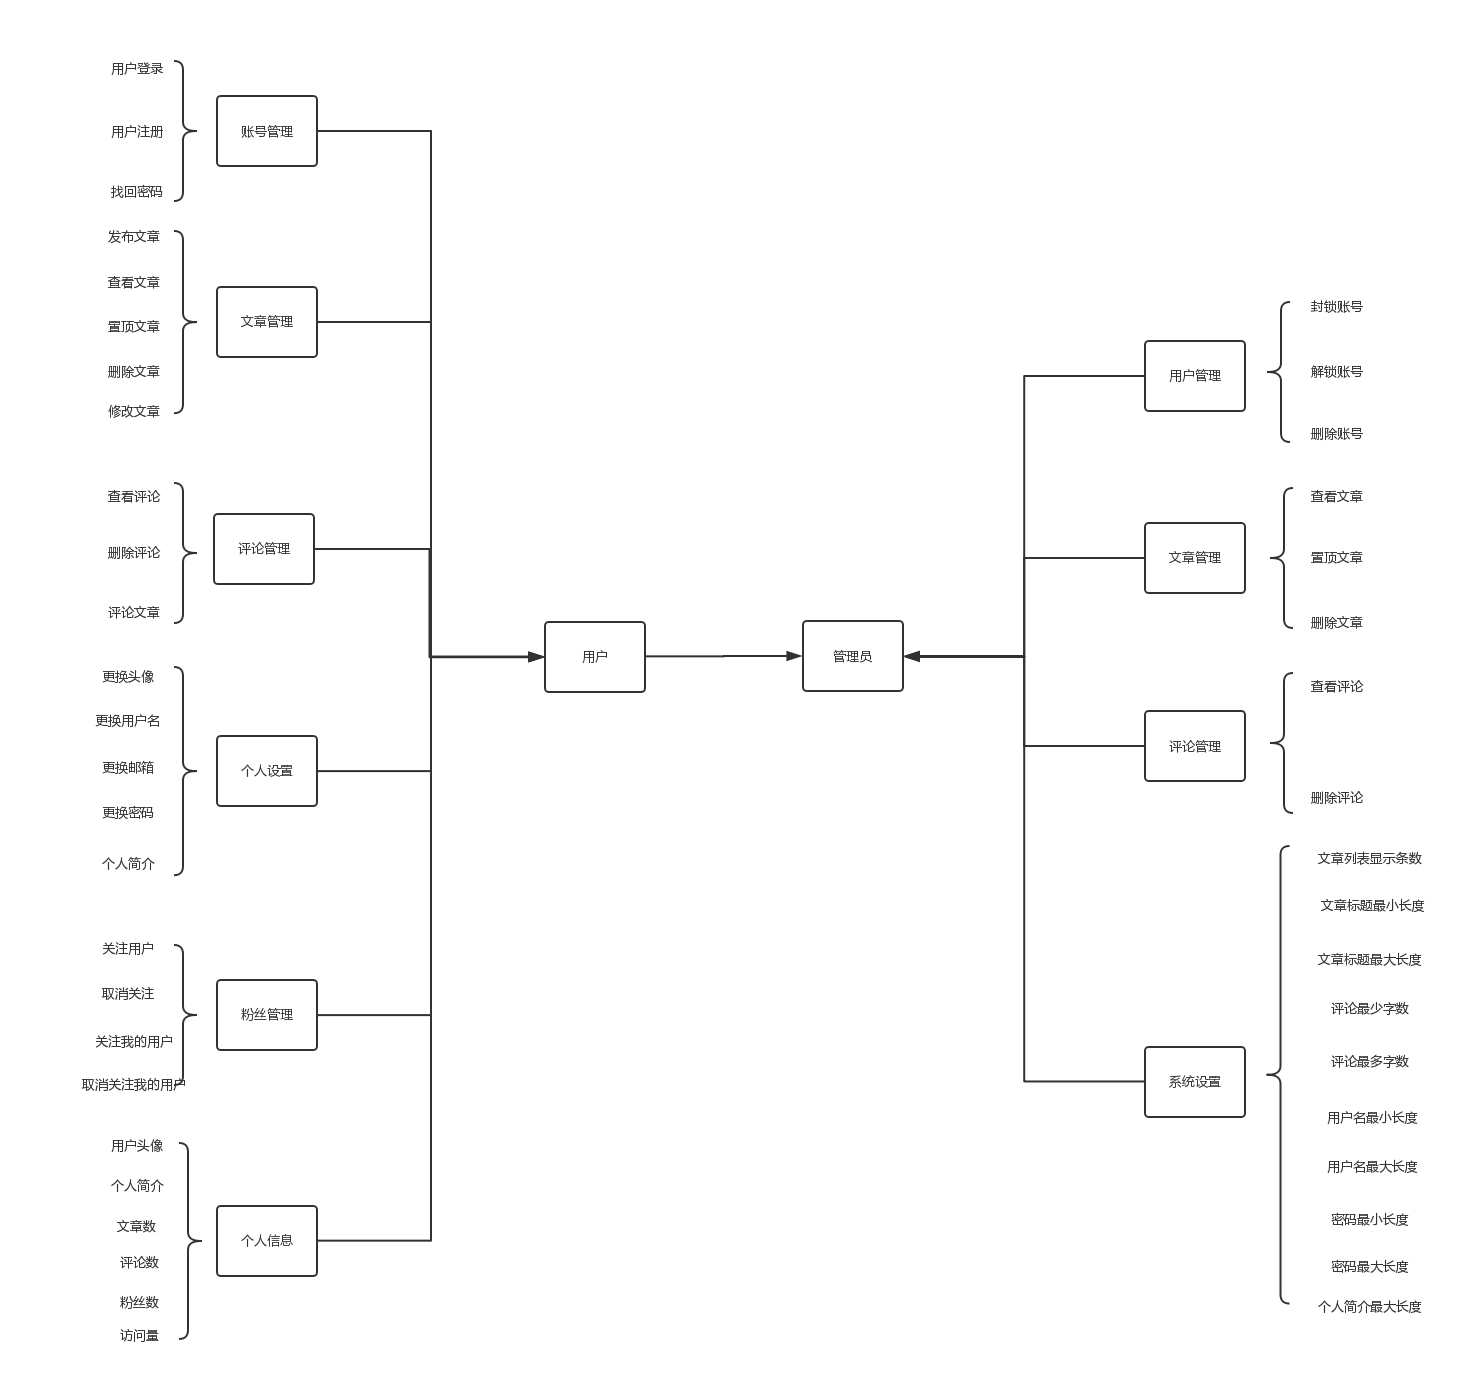 用户登录
用户注册
找回密码
账号管理
发布文章
查看文章
置顶文章
删除文章
修改文章
文章管理
查看评论
删除评论
评论文章
评论管理
更换头像
更换用户名
更换邮箱
更换密码
个人简介
个人设置
关注用户
取消关注
关注我的用户
取消关注我的用户
粉丝管理
用户头像
个人简介
文章数
评论数
粉丝数
访问量
个人信息
用户
管理员
用户管理
封锁账号
解锁账号
删除账号
文章管理
查看文章
置顶文章
删除文章
评论管理
查看评论
删除评论
系统设置
文章列表显示条数
文章标题最小长度
文章标题最大长度
评论最少字数
评论最多字数
用户名最小长度
用户名最大长度
密码最小长度
密码最大长度
个人简介最大长度